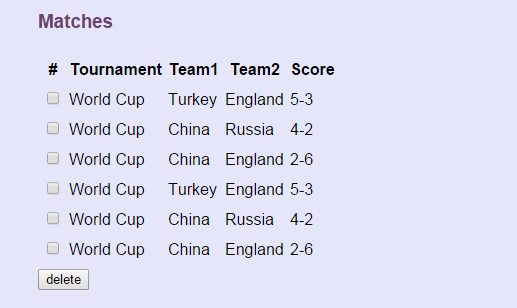 Matches
# Tournament Team1 Team2 Score
World Cup Turkey England 5-3
World Cup China Russia 4-2
World Cup China England 2-6
World Cup Turkey England 5-3
World Cup China Russia 4-2
World Cup China England 2-6
delete